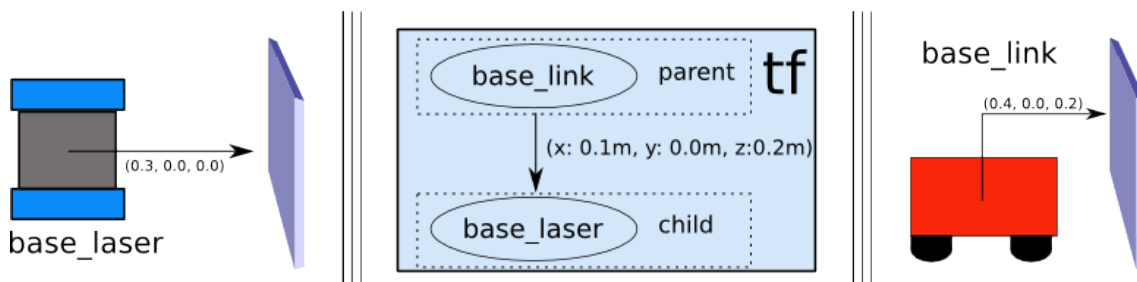 (0.3, 0.0, 0.0)
base_laser
base_link
parent
tf
(x: 0.1m, y: 0.0m, z:0.2m)
base_laser
child
base_link
(0.4, 0.0, 0.2)